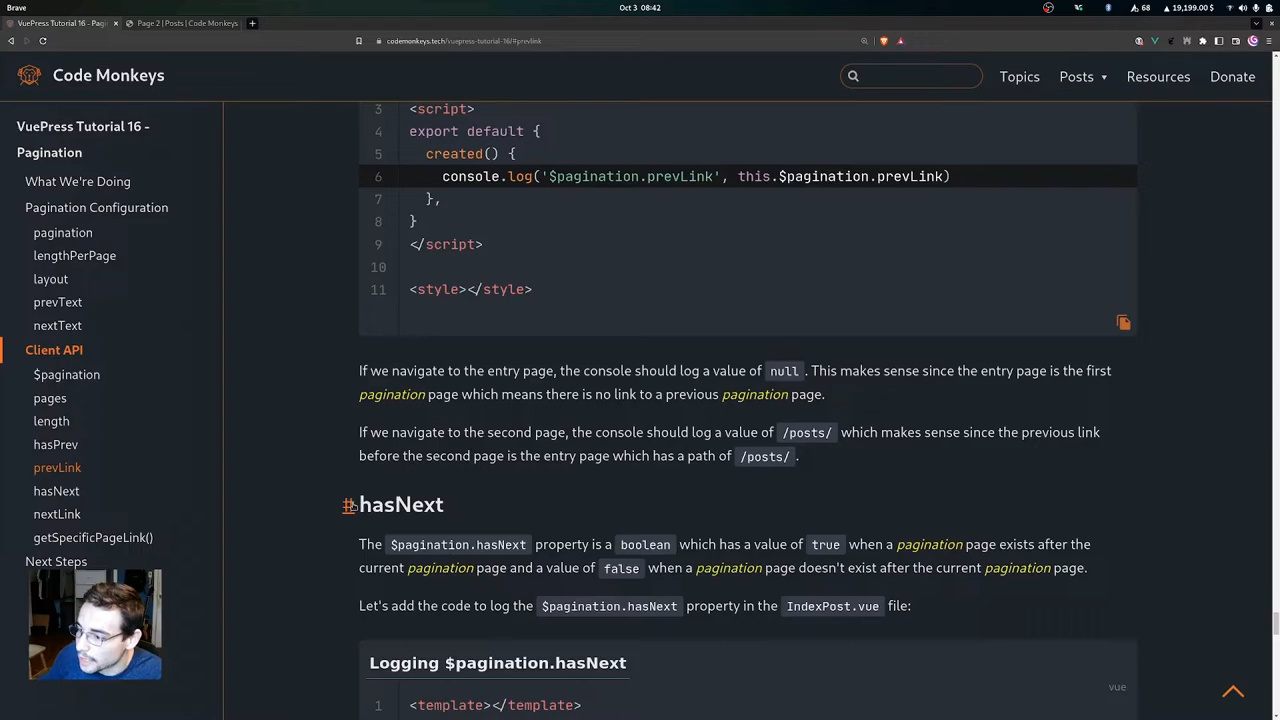 Brave
Oct 3 08:42
68
19,199.00 $
VuePress Tutorial 16 - Pag
Page 2 | Posts | Code Monkeys
codemonkeys.tech/vuepress-tutorial-16/#prevlink
Code Monkeys
Topics
Posts
Resources
Donate
VuePress Tutorial 16 -
Pagination
What We're Doing
Pagination Configuration
pagination
lengthPerPage
layout
prevText
nextText
Client API
$pagination
pages
length
hasPrev
prevLink
hasNext
nextLink
getSpecificPageLink()
Next Steps
3 <script>
4 export default {
5 created() {
6 console.log('$pagination.prevLink', this.$pagination.prevLink)
7 },
8 }
9 </script>
10
11 <style></style>
If we navigate to the entry page, the console should log a value of null. This makes sense since the entry page is the first
pagination page which means there is no link to a previous pagination page.
If we navigate to the second page, the console should log a value of /posts/ which makes sense since the previous link
before the second page is the entry page which has a path of /posts/.
# hasNext
The $pagination.hasNext property is a boolean which has a value of true when a pagination page exists after the
current pagination page and a value of false when a pagination page doesn't exist after the current pagination page.
Let's add the code to log the $pagination.hasNext property in the IndexPost.vue file:
Logging $pagination.hasNext
vue
1 <template></template>